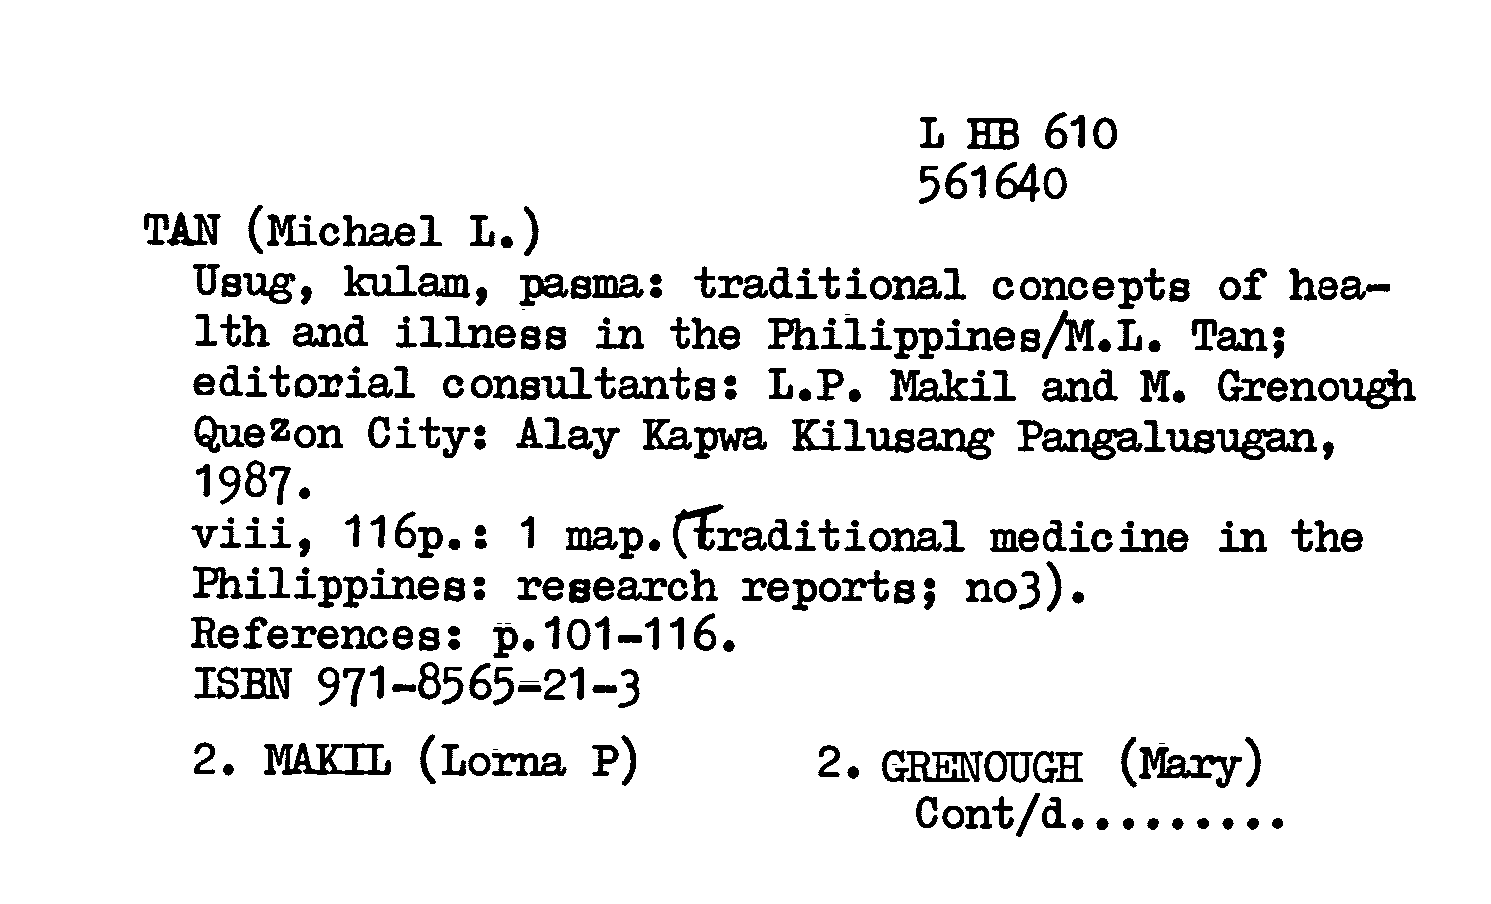 L HB 610
561640
TAN (Michael L.)
Usug, kulam, pasma: traditional concepts of hea-
lth and illness in the Philippines/M.L. Tan;
editorial consultants: L.P. Makil and M. Grenough
Quezon City: Alay Kapwa Kilusang Pangalusugan,
1987.
viii, 116p.: 1 map.(Traditional medicine in the
Philippines: research reports; no3).
References: p.101-116.
ISBN 971-8565-21-3
2. MAKIL (Lorna P) 2. GRENOUGH (Mary)
Cont/d.........